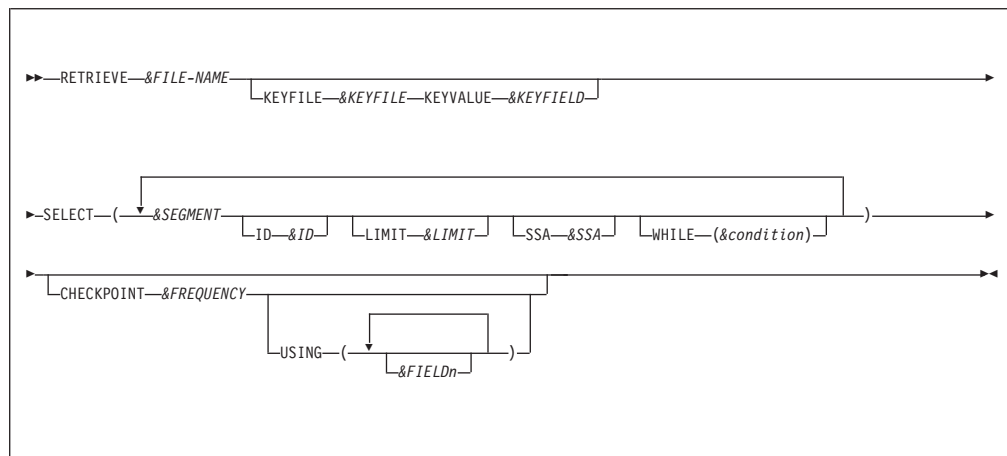 RETRIEVE &FILE-NAME
KEYFILE &KEYFILE KEYVALUE &KEYFIELD
SELECT ( &SEGMENT )
ID &ID LIMIT &LIMIT SSA &SSA WHILE (&condition)
CHECKPOINT &FREQUENCY
USING ( )
&FIELDn